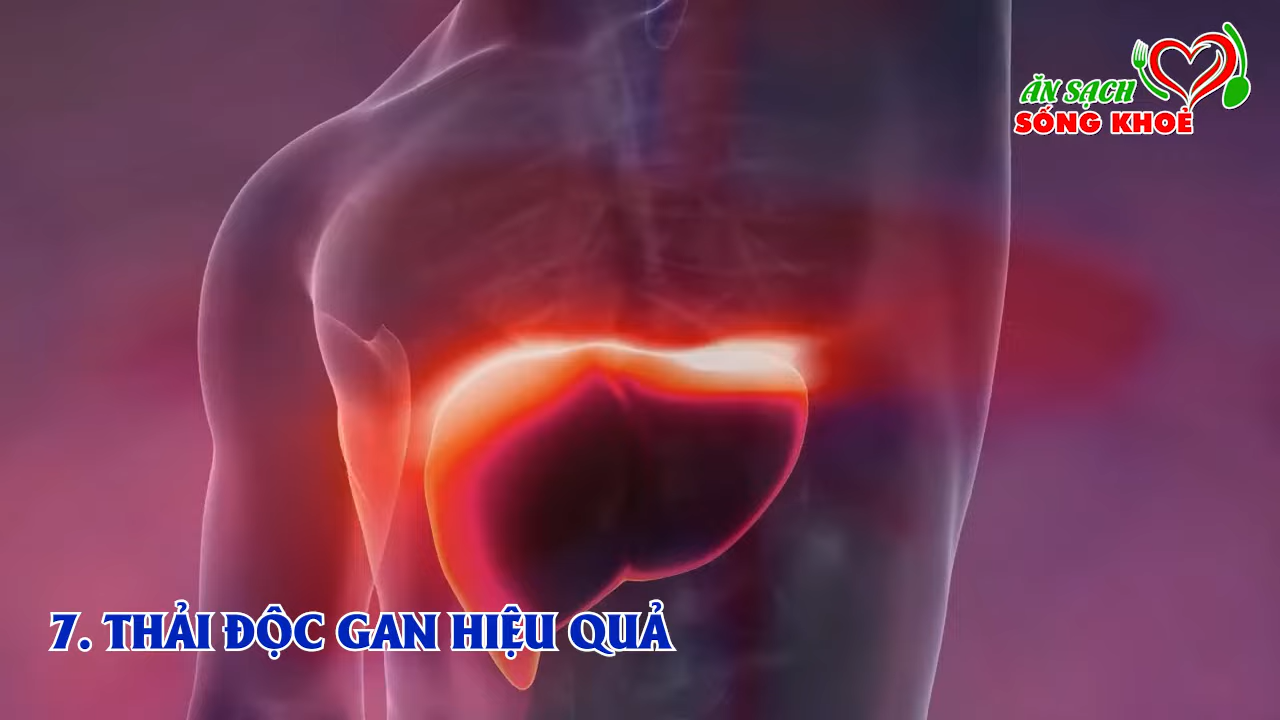 ĂN SẠCH
SỐNG KHOẺ
7. THẢI ĐỘC GAN HIỆU QUẢ